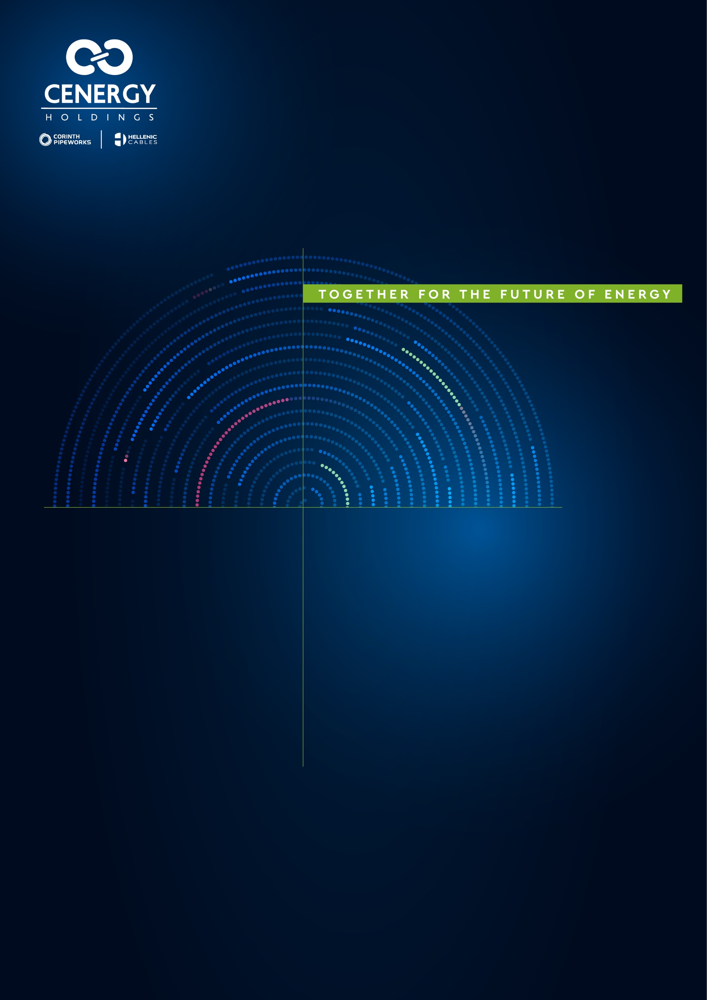 CENERGY
HOLDINGS
CORINTH
PIPEWORKS
HELLENIC
CABLES
TOGETHER FOR THE FUTURE OF ENERGY